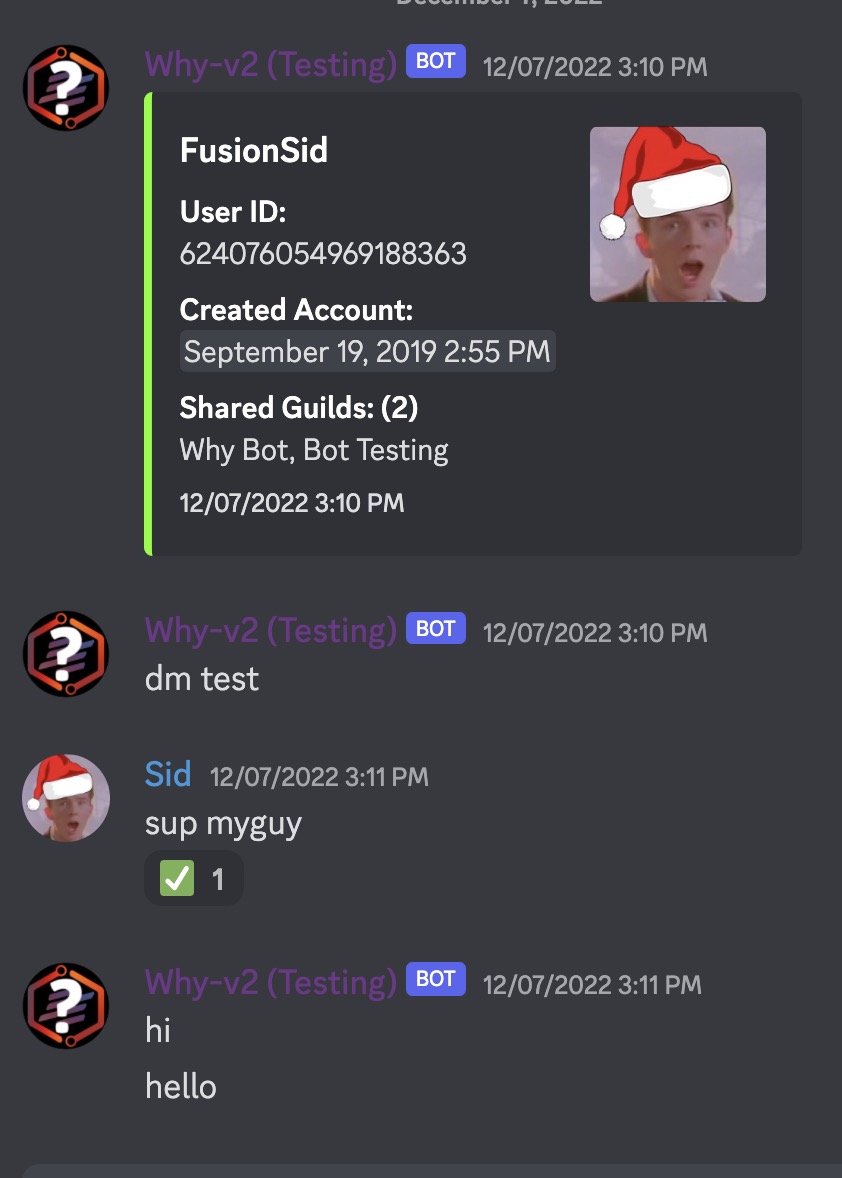 December 7, 2022
Why-v2 (Testing) BOT 12/07/2022 3:10 PM
FusionSid
User ID:
624076054969188363
Created Account:
September 19, 2019 2:55 PM
Shared Guilds: (2)
Why Bot, Bot Testing
12/07/2022 3:10 PM
Why-v2 (Testing) BOT 12/07/2022 3:10 PM
dm test
Sid 12/07/2022 3:11 PM
sup myguy
1
Why-v2 (Testing) BOT 12/07/2022 3:11 PM
hi
hello